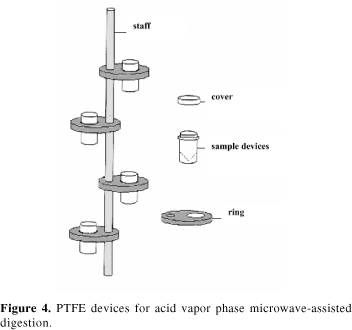 staff
cover
sample devices
ring
Figure 4. PTFE devices for acid vapor phase microwave-assisted
digestion.